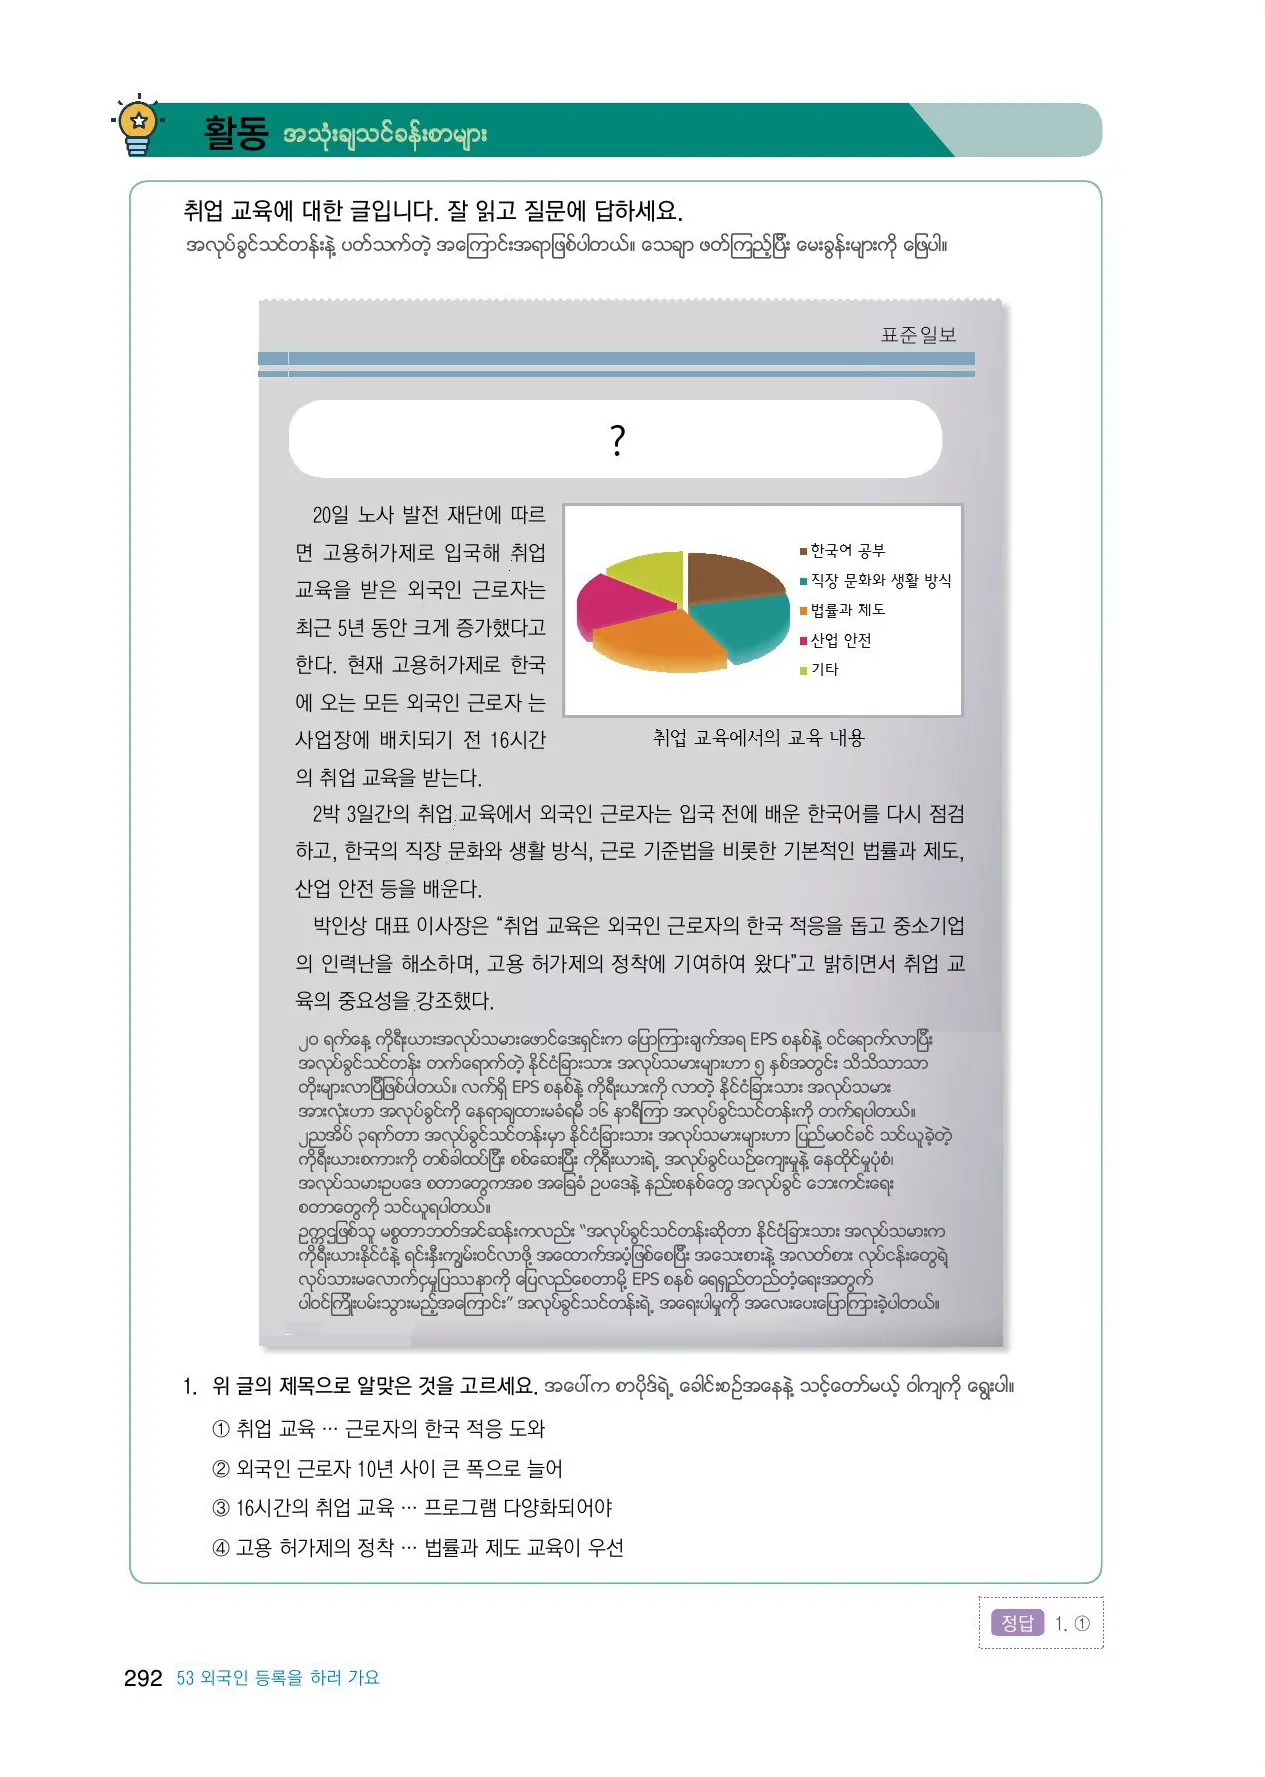 활동 အသုံးချသင်ခန်းစာများ
취업 교육에 대한 글입니다. 잘 읽고 질문에 답하세요.
အလုပ်ခွင်သင်တန်းနဲ့ ပတ်သက်တဲ့ အကြောင်းအရာဖြစ်ပါတယ်။ သေချာ ဖတ်ကြည့်ပြီး မေးခွန်းများကို ဖြေပါ။
표준일보
?
20일 노사 발전 재단에 따르
면 고용허가제로 입국해 취업
교육을 받은 외국인 근로자는
최근 5년 동안 크게 증가했다고
한다. 현재 고용허가제로 한국
에 오는 모든 외국인 근로자 는
사업장에 배치되기 전 16시간
의 취업 교육을 받는다.
한국어 공부
직장 문화와 생활 방식
법률과 제도
산업 안전
기타
취업 교육에서의 교육 내용
2박 3일간의 취업 교육에서 외국인 근로자는 입국 전에 배운 한국어를 다시 점검
하고, 한국의 직장 문화와 생활 방식, 근로 기준법을 비롯한 기본적인 법률과 제도,
산업 안전 등을 배운다.
박인상 대표 이사장은 “취업 교육은 외국인 근로자의 한국 적응을 돕고 중소기업
의 인력난을 해소하며, 고용 허가제의 정착에 기여하여 왔다”고 밝히면서 취업 교
육의 중요성을 강조했다.
၂၀ ရက်နေ့ ကိုရီးယားအလုပ်သမားဖောင်ဒေးရှင်းက ပြောကြားချက်အရ EPS စနစ်နဲ့ ဝင်ရောက်လာပြီး
အလုပ်ခွင်သင်တန်း တက်ရောက်တဲ့ နိုင်ငံခြားသား အလုပ်သမားများဟာ ၅ နှစ်အတွင်း သိသိသာသာ
တိုးများလာပြီဖြစ်ပါတယ်။ လက်ရှိ EPS စနစ်နဲ့ ကိုရီးယားကို လာတဲ့ နိုင်ငံခြားသား အလုပ်သမား
အားလုံးဟာ အလုပ်ခွင်ကို နေရာချထားမခံရမီ ၁၆ နာရီကြာ အလုပ်ခွင်သင်တန်းကို တက်ရပါတယ်။
၂ညအိပ် ၃ရက်တာ အလုပ်ခွင်သင်တန်းမှာ နိုင်ငံခြားသား အလုပ်သမားများဟာ ပြည်မဝင်ခင် သင်ယူခဲ့တဲ့
ကိုရီးယားစကားကို တစ်ခါထပ်ပြီး စစ်ဆေးပြီး ကိုရီးယားရဲ့ အလုပ်ခွင်ယဉ်ကျေးမှုနဲ့ နေထိုင်မှုပုံစံ၊
အလုပ်သမားဥပဒေ စတာတွေကအစ အခြေခံ ဥပဒေနဲ့ နည်းစနစ်တွေ အလုပ်ခွင် ဘေးကင်းရေး
စတာတွေကို သင်ယူရပါတယ်။
ဥက္ကဌဖြစ်သူ မစ္စတာဘတ်အင်ဆန်းကလည်း “အလုပ်ခွင်သင်တန်းဆိုတာ နိုင်ငံခြားသား အလုပ်သမားက
ကိုရီးယားနိုင်ငံနဲ့ ရင်းနှီးကျွမ်းဝင်လာဖို့ အထောက်အပံ့ဖြစ်စေပြီး အသေးစားနဲ့ အလတ်စား လုပ်ငန်းတွေရဲ့
လုပ်သားမလောက်ငှမှုပြဿနာကို ပြေလည်စေတာမို့ EPS စနစ် ရေရှည်တည်တံ့ရေးအတွက်
ပါဝင်ကြိုးပမ်းသွားမည့်အကြောင်း” အလုပ်ခွင်သင်တန်းရဲ့ အရေးပါမှုကို အလေးပေးပြောကြားခဲ့ပါတယ်။
1. 위 글의 제목으로 알맞은 것을 고르세요. အပေါ်က စာပိုဒ်ရဲ့ ခေါင်းစဉ်အနေနဲ့ သင့်တော်မယ့် ဝါကျကို ရွေးပါ။
① 취업 교육 … 근로자의 한국 적응 도와
② 외국인 근로자 10년 사이 큰 폭으로 늘어
③ 16시간의 취업 교육 … 프로그램 다양화되어야
④ 고용 허가제의 정착 … 법률과 제도 교육이 우선
정답 1. ①
292 53 외국인 등록을 하러 가요